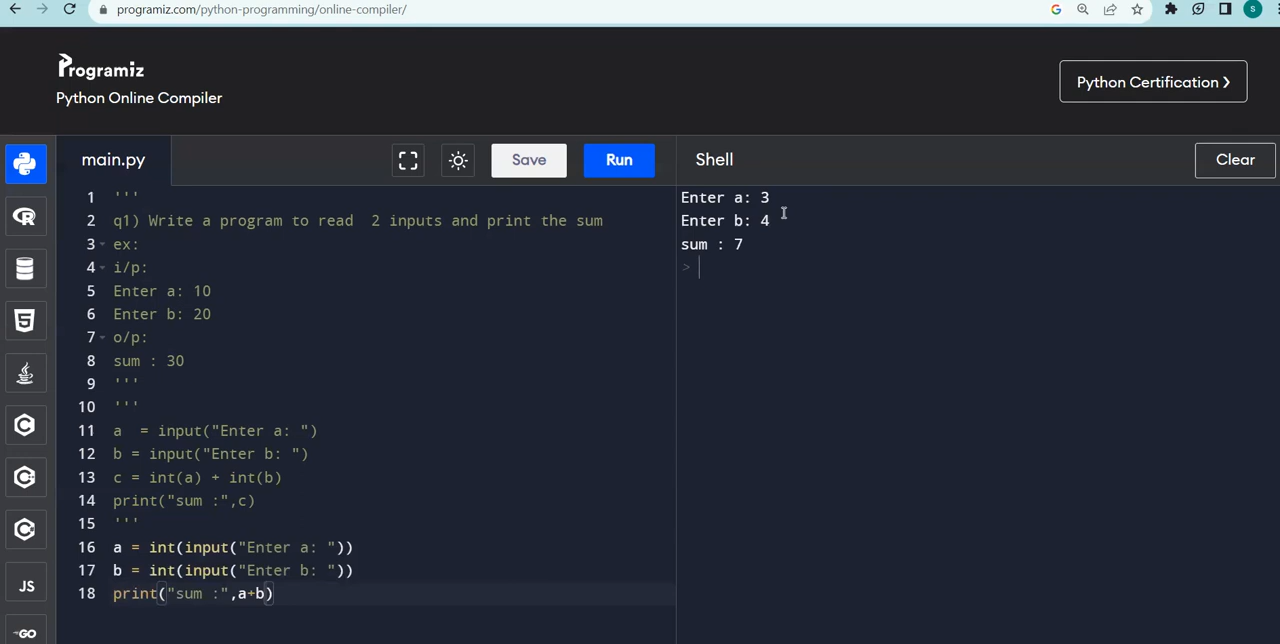 programiz.com/python-programming/online-compiler/
S
Programiz
Python Online Compiler
Python Certification ❯
main.py
Save
Run
Shell
Clear
1 '''
2 q1) Write a program to read  2 inputs and print the sum
3 ex:
4 i/p:
5 Enter a: 10
6 Enter b: 20
7 o/p:
8 sum : 30
9 '''
10 '''
11 a  = input("Enter a: ")
12 b = input("Enter b: ")
13 c = int(a) + int(b)
14 print("sum :",c)
15 '''
16 a = int(input("Enter a: "))
17 b = int(input("Enter b: "))
18 print("sum :",a+b)
Enter a: 3
Enter b: 4
sum : 7
>
JS
GO